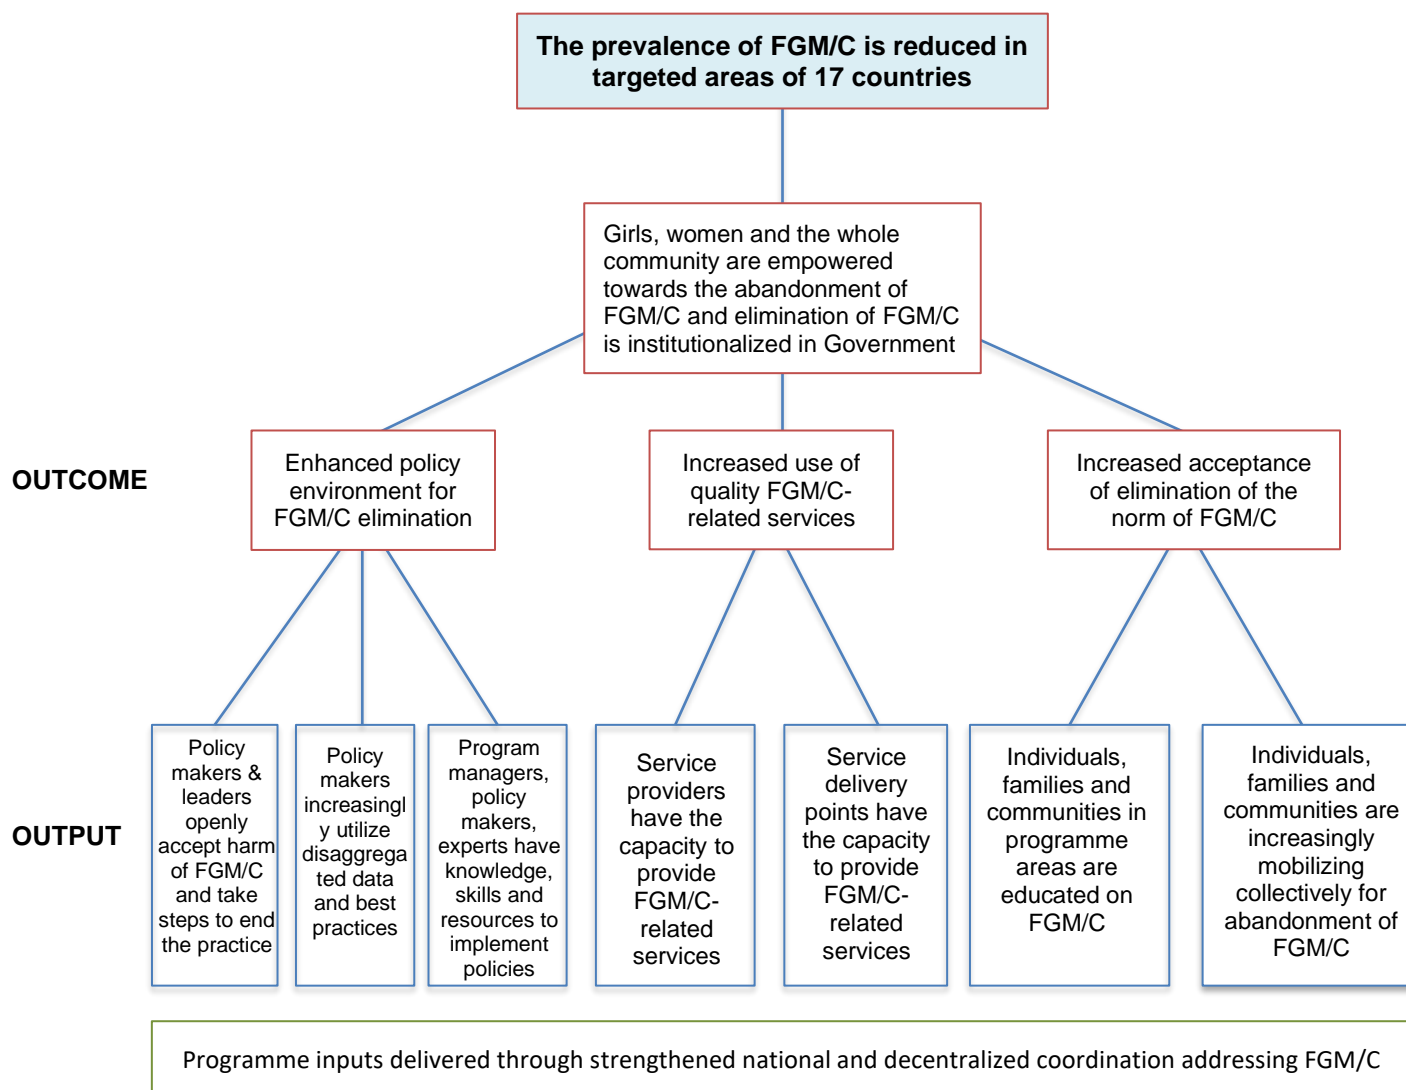 The prevalence of FGM/C is reduced in
targeted areas of 17 countries
Girls, women and the whole
community are empowered
towards the abandonment of
FGM/C and elimination of FGM/C
is institutionalized in Government
OUTCOME
Enhanced policy
environment for
FGM/C elimination
Increased use of
quality FGM/C-
related services
Increased acceptance
of elimination of the
norm of FGM/C
OUTPUT
Policy
makers &
leaders
openly
accept harm
of FGM/C
and take
steps to end
the practice
Policy
makers
increasingl
y utilize
disaggrega
ted data
and best
practices
Program
managers,
policy
makers,
experts have
knowledge,
skills and
resources to
implement
policies
Service
providers
have the
capacity to
provide
FGM/C-
related
services
Service
delivery
points have
the capacity
to provide
FGM/C-
related
services
Individuals,
families and
communities in
programme
areas are
educated on
FGM/C
Individuals,
families and
communities are
increasingly
mobilizing
collectively for
abandonment of
FGM/C
Programme inputs delivered through strengthened national and decentralized coordination addressing FGM/C